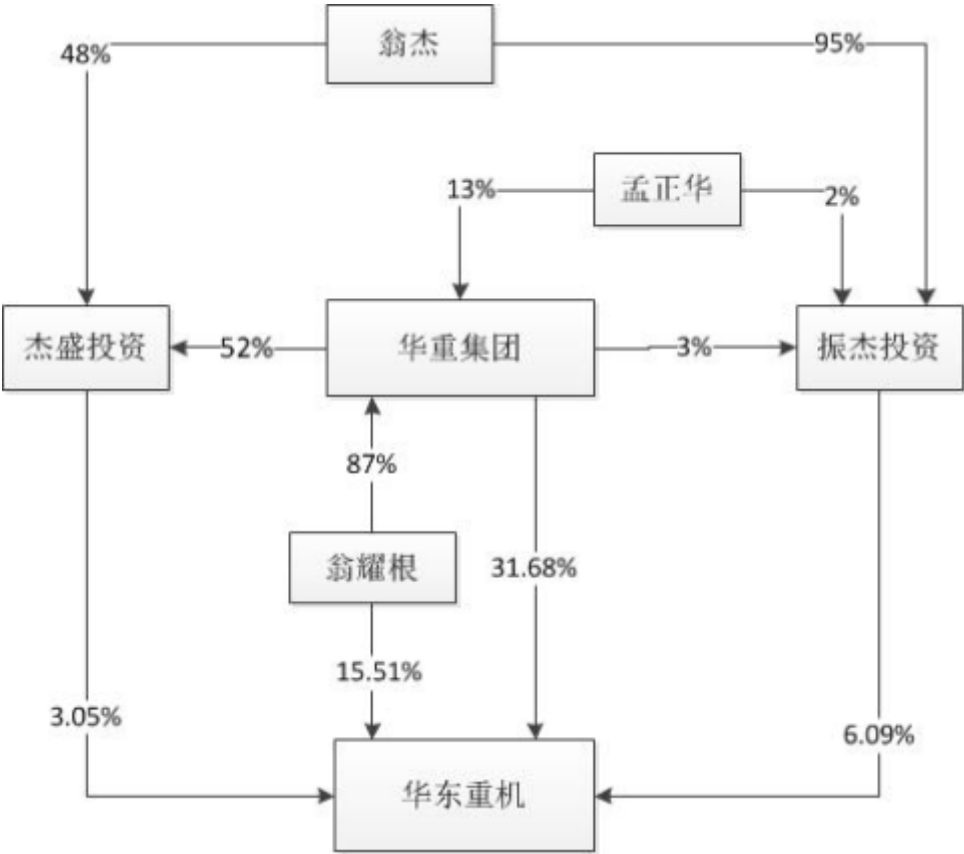 翁杰
48%
95%
孟正华
13%
2%
杰盛投资
52%
华重集团
3%
振杰投资
87%
翁耀根
31.68%
15.51%
3.05%
6.09%
华东重机